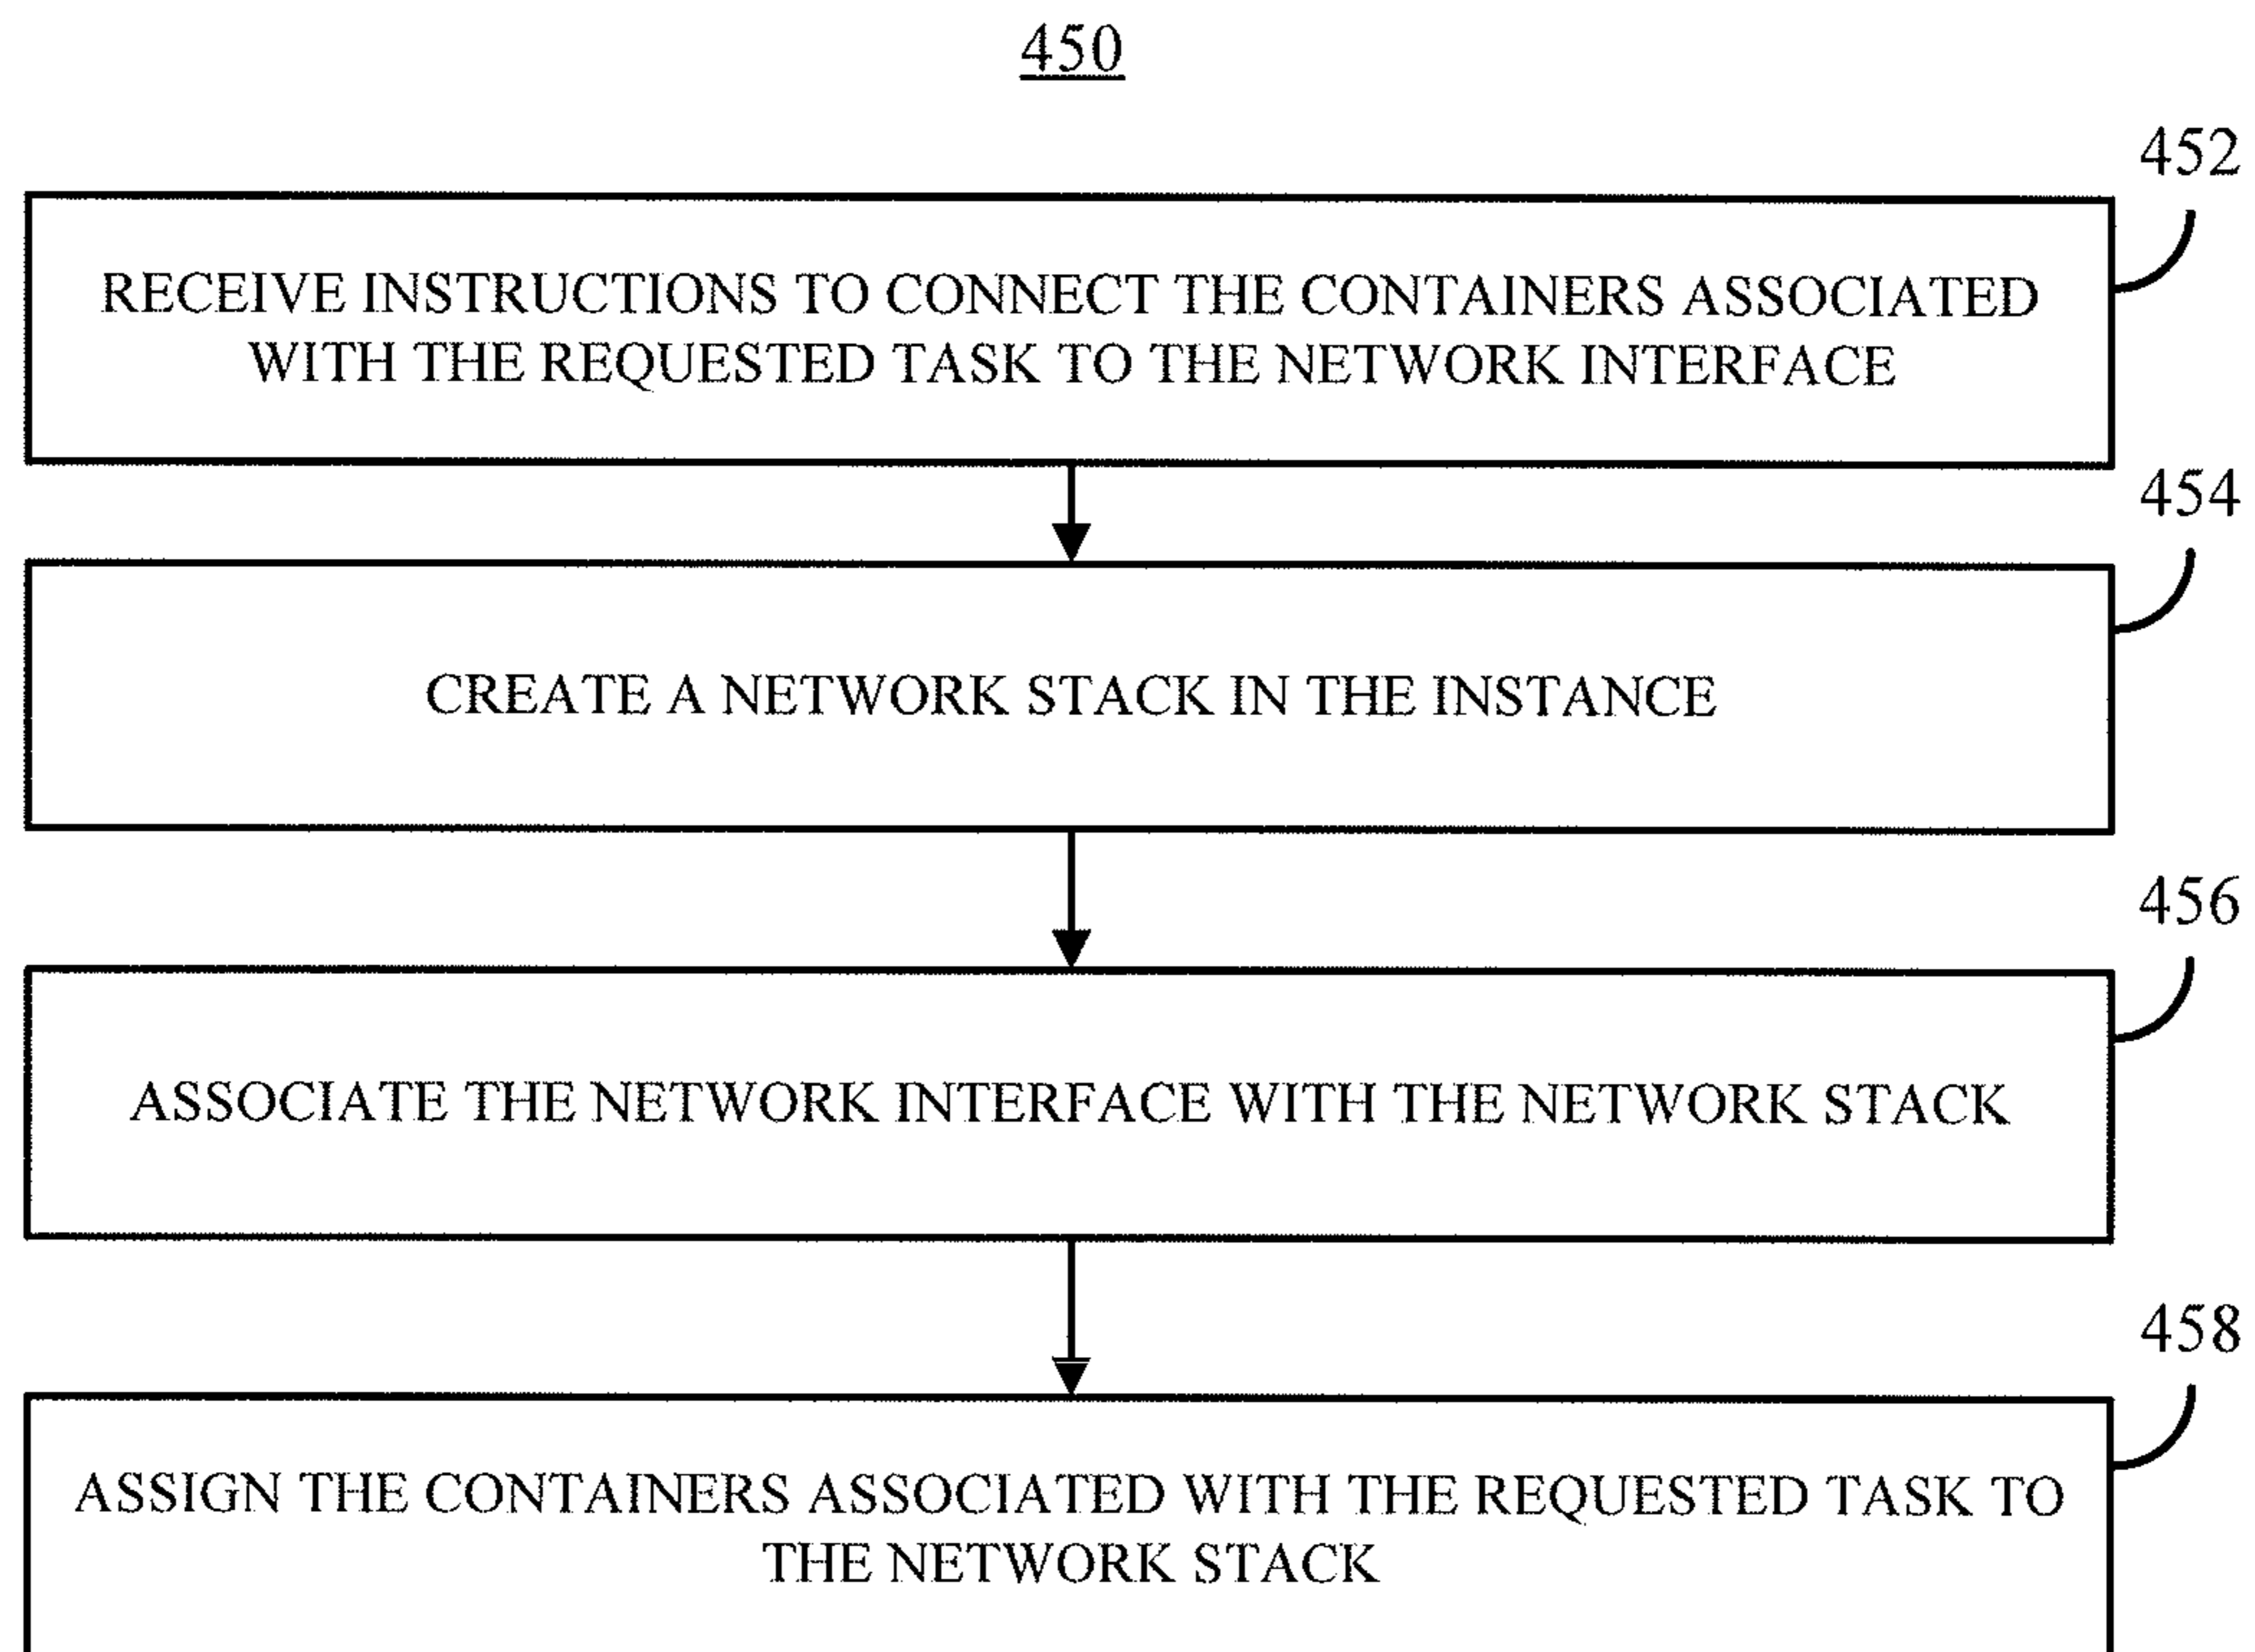 450
452
RECEIVE INSTRUCTIONS TO CONNECT THE CONTAINERS ASSOCIATED
WITH THE REQUESTED TASK TO THE NETWORK INTERFACE
454
CREATE A NETWORK STACK IN THE INSTANCE
456
ASSOCIATE THE NETWORK INTERFACE WITH THE NETWORK STACK
458
ASSIGN THE CONTAINERS ASSOCIATED WITH THE REQUESTED TASK TO
THE NETWORK STACK